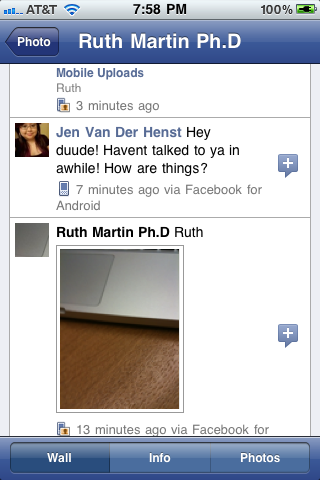 AT&T 7:58 PM 100%
Photo Ruth Martin Ph.D
Mobile Uploads
Ruth
3 minutes ago
Jen Van Der Henst Hey
duude! Havent talked to ya in
awhile! How are things?
7 minutes ago via Facebook for
Android
Ruth Martin Ph.D Ruth
13 minutes ago via Facebook for
Wall Info Photos